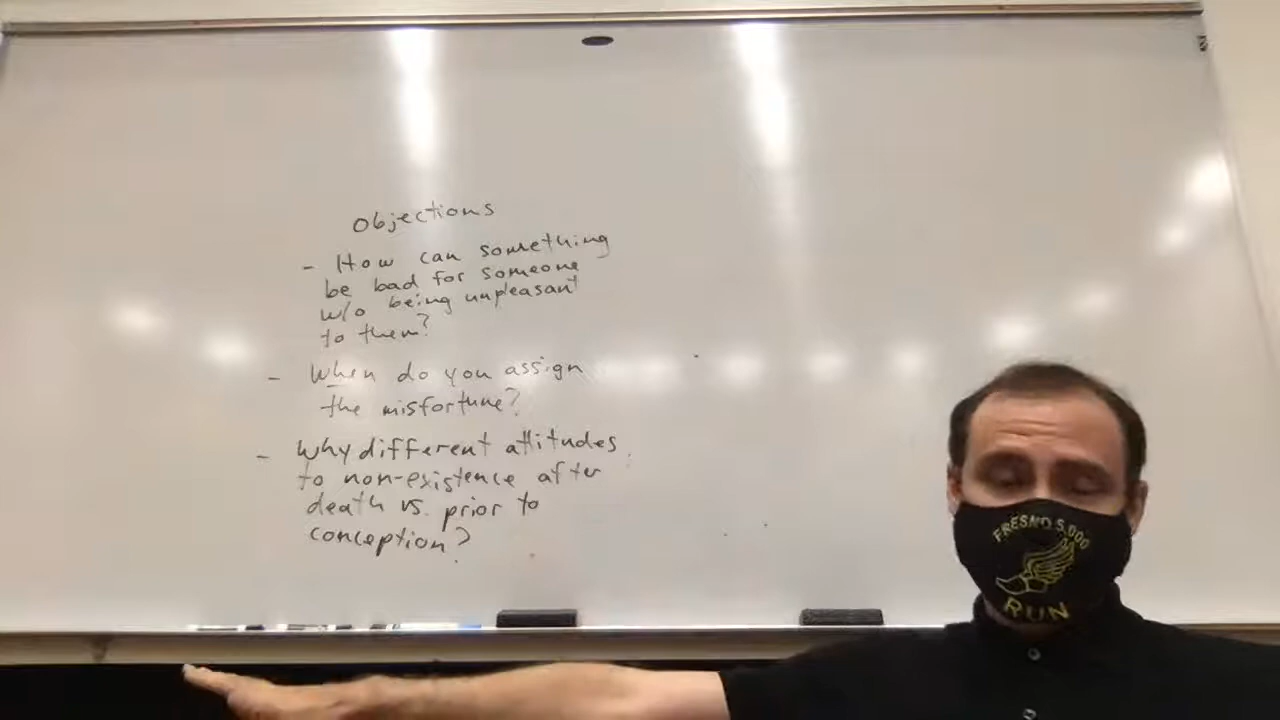 Objections
- How can something
be bad for someone
w/o being unpleasant
to them?
- When do you assign
the misfortune?
- Why different attitudes
to non-existence after
death vs. prior to
conception?
FRESNO 5,000
RUN